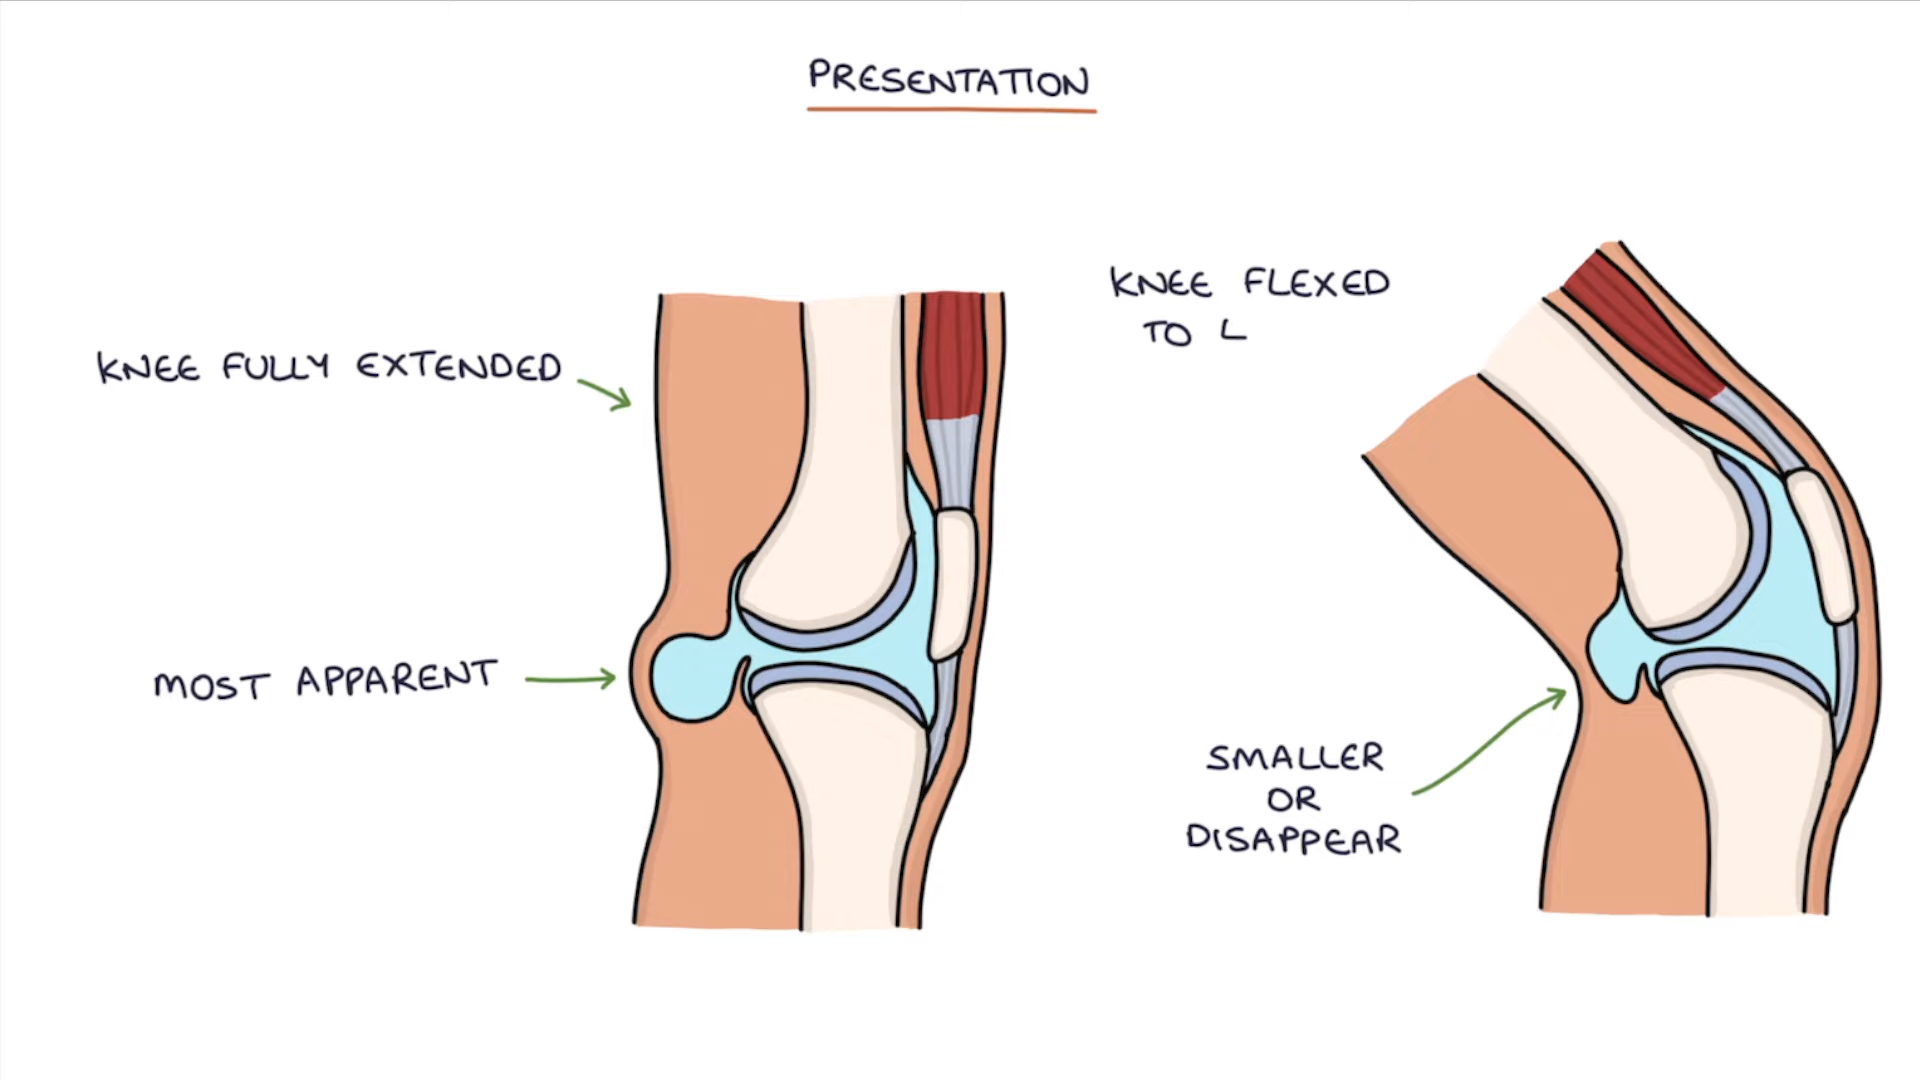 PRESENTATION
KNEE FULLY EXTENDED
MOST APPARENT
KNEE FLEXED
TO L
SMALLER
OR
DISAPPEAR